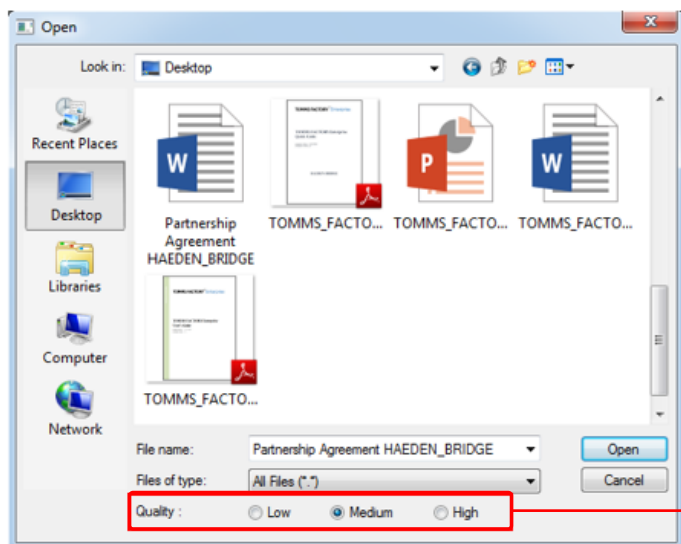 Open
x
Look in:
Desktop
Recent Places
Desktop
Libraries
Computer
Network
W
P
W
Partnership
Agreement
HAEDEN_BRIDGE
TOMMS_FACTO...
TOMMS_FACTO...
TOMMS_FACTO...
TOMMS_FACTO...
File name:
Partnership Agreement HAEDEN_BRIDGE
Open
Files of type:
All Files (*.*)
Cancel
Quality :
Low
Medium
High